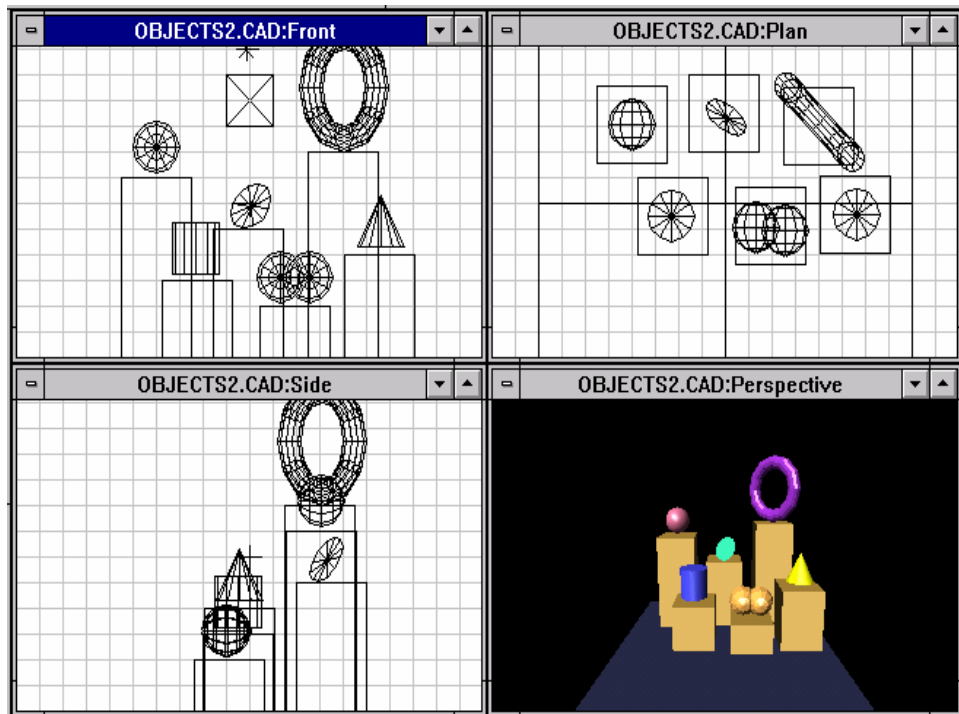 OBJECTS2.CAD:Front
OBJECTS2.CAD:Plan
OBJECTS2.CAD:Side
OBJECTS2.CAD:Perspective